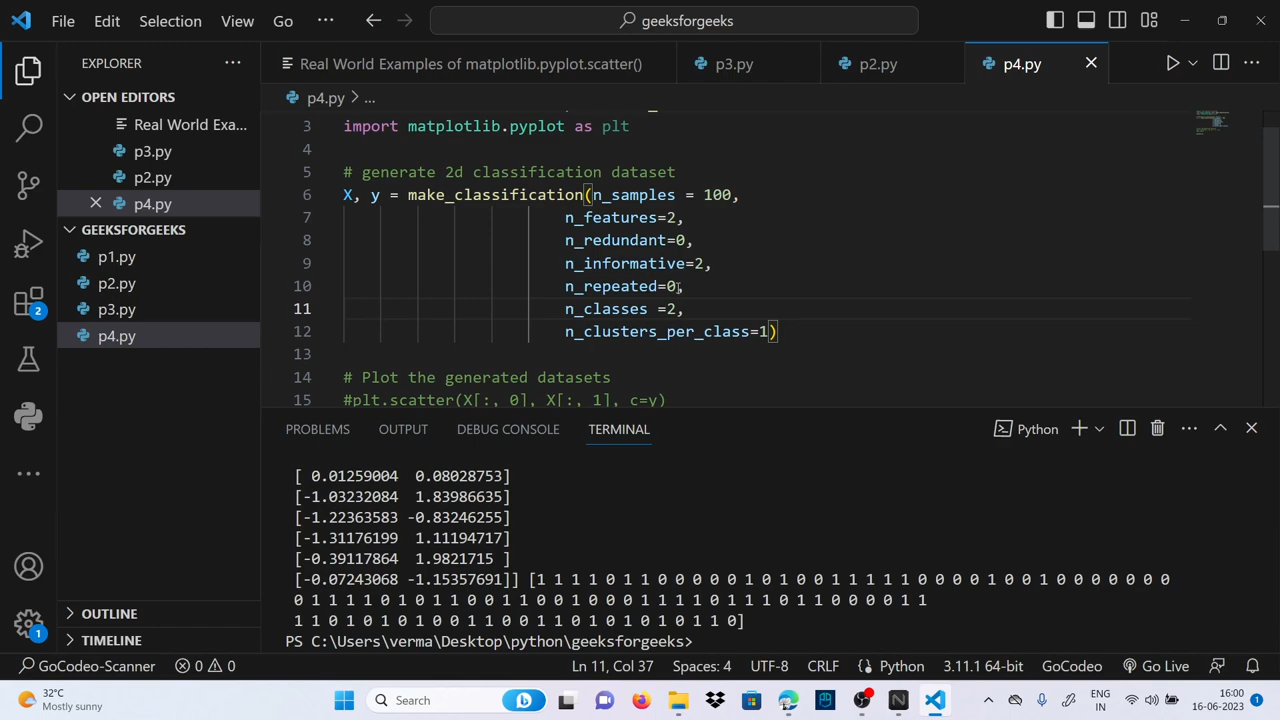 File Edit Selection View Go ··· geeksforgeeks
EXPLORER ···
OPEN EDITORS
Real World Exa...
p3.py
p2.py
p4.py
GEEKSFORGEEKS
p1.py
p2.py
p3.py
p4.py
OUTLINE
TIMELINE
2
1
Real World Examples of matplotlib.pyplot.scatter() p3.py p2.py p4.py
p4.py > ...
3 import matplotlib.pyplot as plt
4
5 # generate 2d classification dataset
6 X, y = make_classification(n_samples = 100,
7 n_features=2,
8 n_redundant=0,
9 n_informative=2,
10 n_repeated=0,
11 n_classes =2,
12 n_clusters_per_class=1)
13
14 # Plot the generated datasets
15 #plt.scatter(X[:, 0], X[:, 1], c=y)
PROBLEMS OUTPUT DEBUG CONSOLE TERMINAL Python
[ 0.01259004 0.08028753]
[-1.03232084 1.83986635]
[-1.22363583 -0.83246255]
[-1.31176199 1.11194717]
[-0.39117864 1.9821715 ]
[-0.07243068 -1.15357691]] [1 1 1 1 0 1 1 0 0 0 0 0 1 0 1 0 0 1 1 1 1 1 0 0 0 0 1 0 0 1 0 0 0 0 0 0 0
0 1 1 1 1 0 1 0 1 1 0 0 1 1 0 0 1 0 0 0 1 1 1 1 0 1 1 1 0 1 1 0 0 0 0 1 1
1 1 0 1 0 1 0 1 0 0 1 1 0 0 1 1 0 1 0 1 0 1 0 1 1 0]
PS C:\Users\verma\Desktop\python\geeksforgeeks>
GoCodeo-Scanner 0 0 Ln 11, Col 37 Spaces: 4 UTF-8 CRLF Python 3.11.1 64-bit GoCodeo Go Live
32°C
Mostly sunny
Search
ENG
IN
16:00
16-06-2023
1